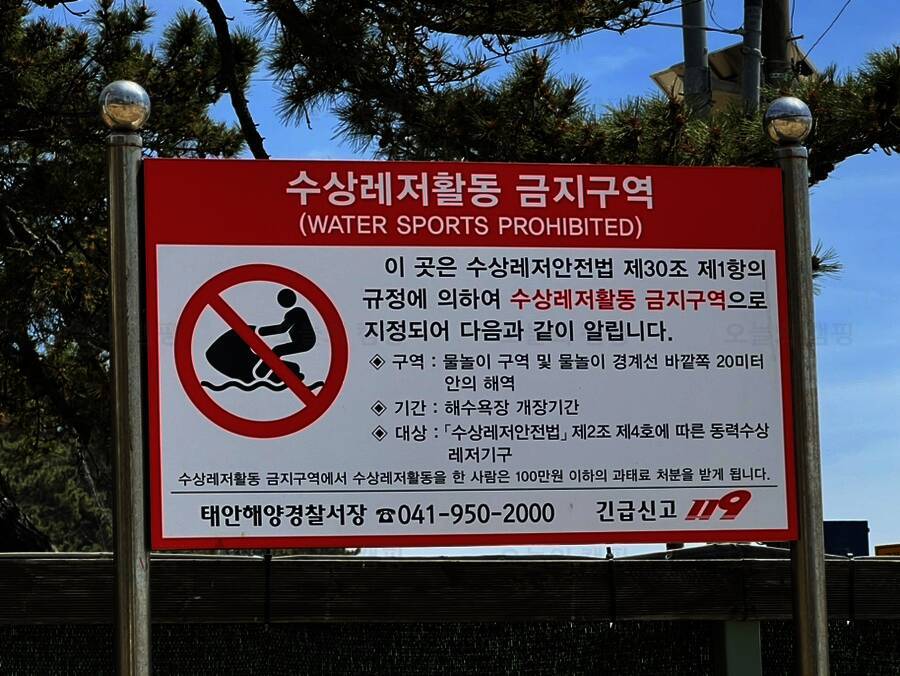 수상레저활동 금지구역
(WATER SPORTS PROHIBITED)
이 곳은 수상레저안전법 제30조 제1항의
규정에 의하여 수상레저활동 금지구역으로
지정되어 다음과 같이 알립니다.
◈ 구역 : 물놀이 구역 및 물놀이 경계선 바깥쪽 20미터
안의 해역
◈ 기간 : 해수욕장 개장기간
◈ 대상 : 「수상레저안전법」 제2조 제4호에 따른 동력수상
레저기구
수상레저활동 금지구역에서 수상레저활동을 한 사람은 100만원 이하의 과태료 처분을 받게 됩니다.
태안해양경찰서장 ☎041-950-2000 긴급신고 119